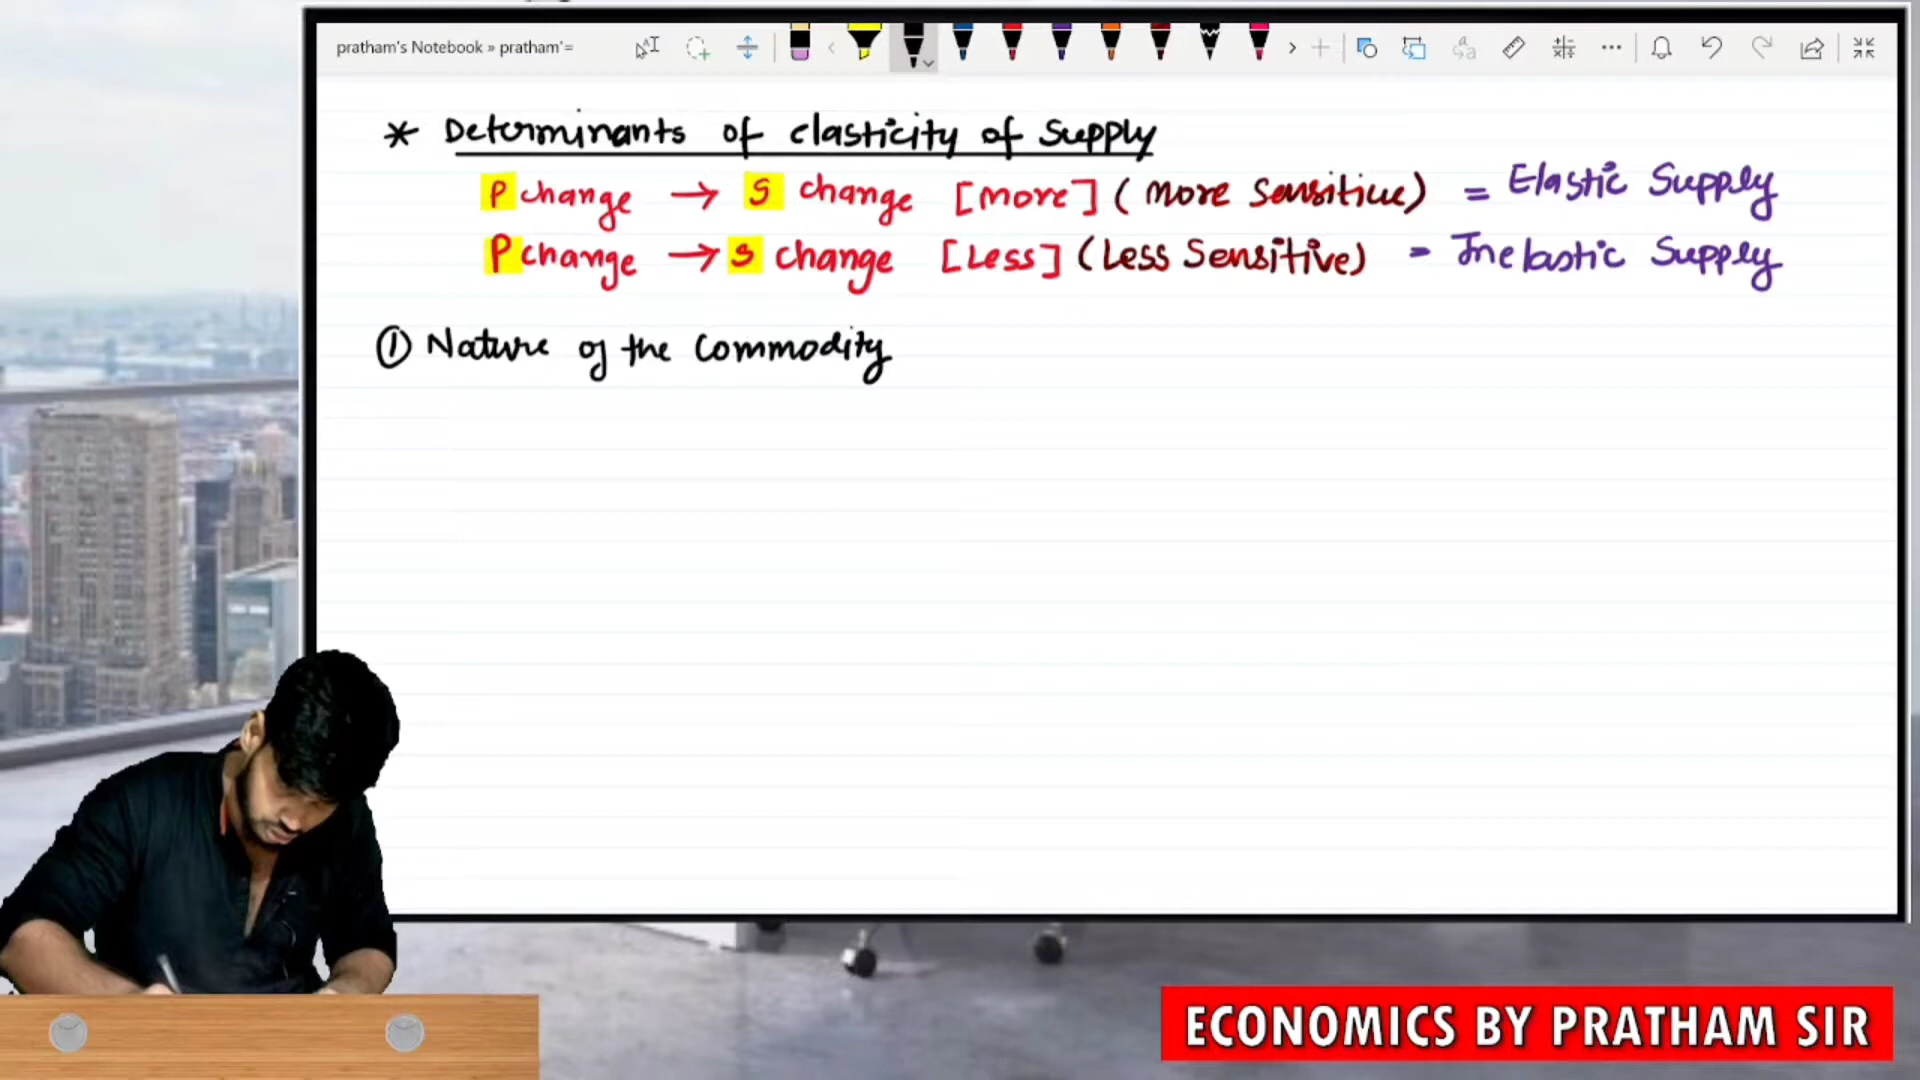 pratham's Notebook » pratham'=
* Determinants of elasticity of Supply
P change → S change [more] (more Sensitive) = Elastic Supply
P change → S change [Less] (Less Sensitive) = Inelastic Supply
① Nature of the Commodity
ECONOMICS BY PRATHAM SIR